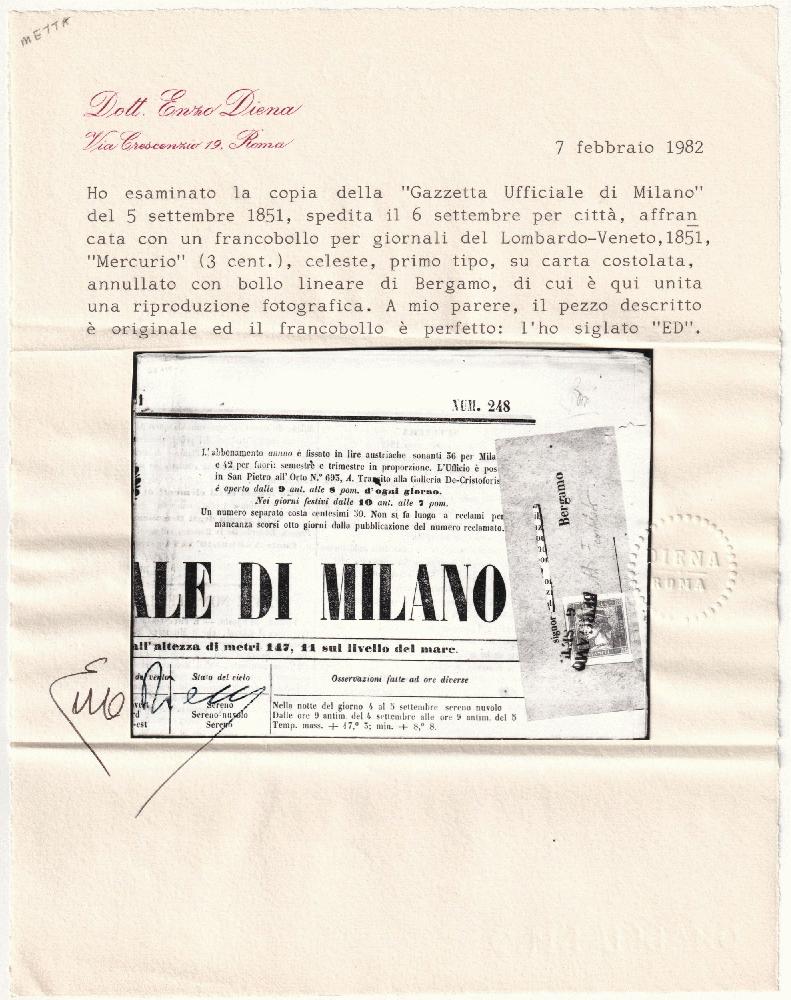 METTA
Dott. Enzo Diena
Via Crescenzio 19, Roma
7 febbraio 1982
Ho esaminato la copia della "Gazzetta Ufficiale di Milano"
del 5 settembre 1851, spedita il 6 settembre per città, affran
cata con un francobollo per giornali del Lombardo-Veneto,1851,
"Mercurio" (3 cent.), celeste, primo tipo, su carta costolata,
annullato con bollo lineare di Bergamo, di cui è qui unita
una riproduzione fotografica. A mio parere, il pezzo descritto
è originale ed il francobollo è perfetto: l'ho siglato "ED".
NUM. 248
L'abbonamento annuo è fissato in lire austriache sonanti 36 per Mila
e 42 per fuori: semestre e trimestre in proporzione. L'Ufficio è pos
in San Pietro all'Orto N.° 693, A. Transito alla Galleria De-Cristoforis
è aperto dalle 9 ant. alle 8 pom. d'ogni giorno.
Nei giorni festivi dalle 10 ant. alle 7 pom.
Un numero separato costa centesimi 30. Non si fa luogo a reclami per
mancanza scorsi otto giorni dalla pubblicazione del numero reclamato.
ALE DI MILANO
all'altezza di metri 147, 11 sul livello del mare.
Stato del cielo
Osservazioni fatte ad ore diverse
Sereno
Sereno-nuvolo
Sereno
-est
Nella notte del giorno 4 al 5 settembre sereno nuvolo
Dalle ore 9 antim. del 4 settembre alle ore 9 antim. del 5
Temp. mass. + 17,° 3; min. + 8,° 8.
Bergamo
signor
BERGAMO
6 SETT.
DIENA
ROMA
Enzo Diena